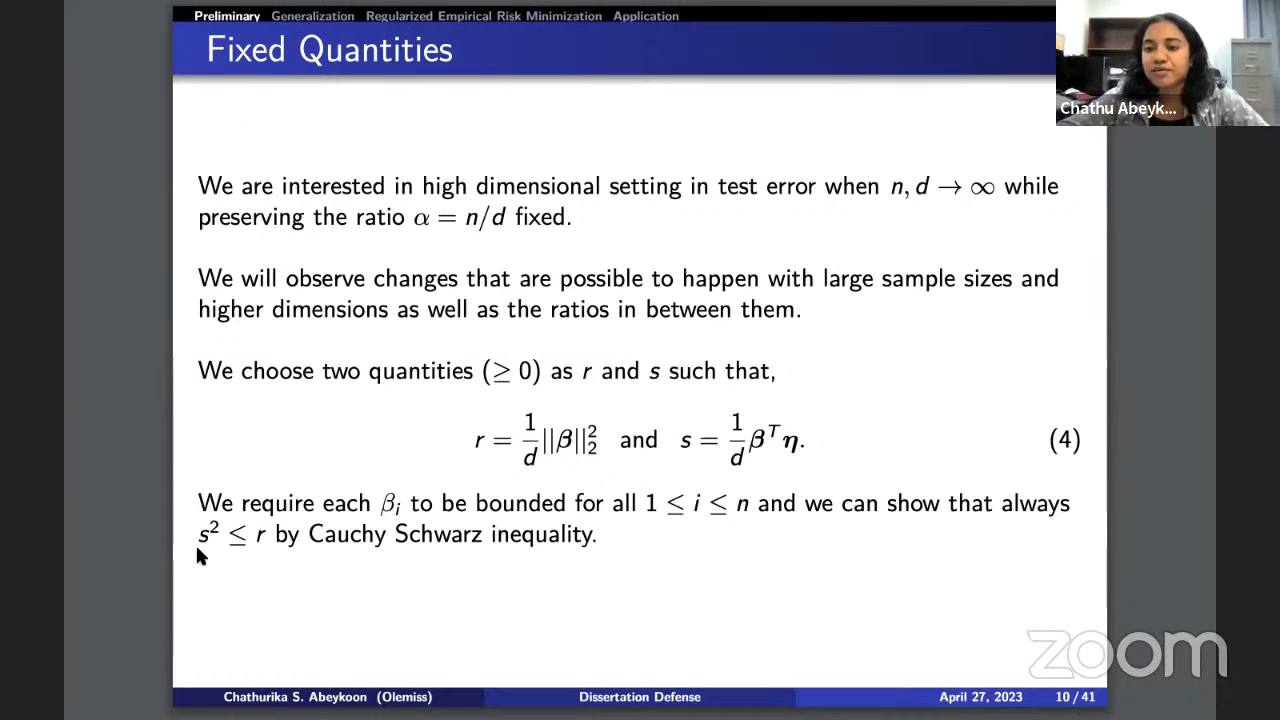 Preliminary Generalization Regularized Empirical Risk Minimization Application
Fixed Quantities
Chathu Abeyk...
We are interested in high dimensional setting in test error when n, d → ∞ while
preserving the ratio α = n/d fixed.
We will observe changes that are possible to happen with large sample sizes and
higher dimensions as well as the ratios in between them.
We choose two quantities (≥ 0) as r and s such that,
r = 1/d ||β||₂² and s = 1/d βᵀη. (4)
We require each βᵢ to be bounded for all 1 ≤ i ≤ n and we can show that always
s² ≤ r by Cauchy Schwarz inequality.
zoom
Chathurika S. Abeykoon (Olemiss) Dissertation Defense April 27, 2023 10 / 41